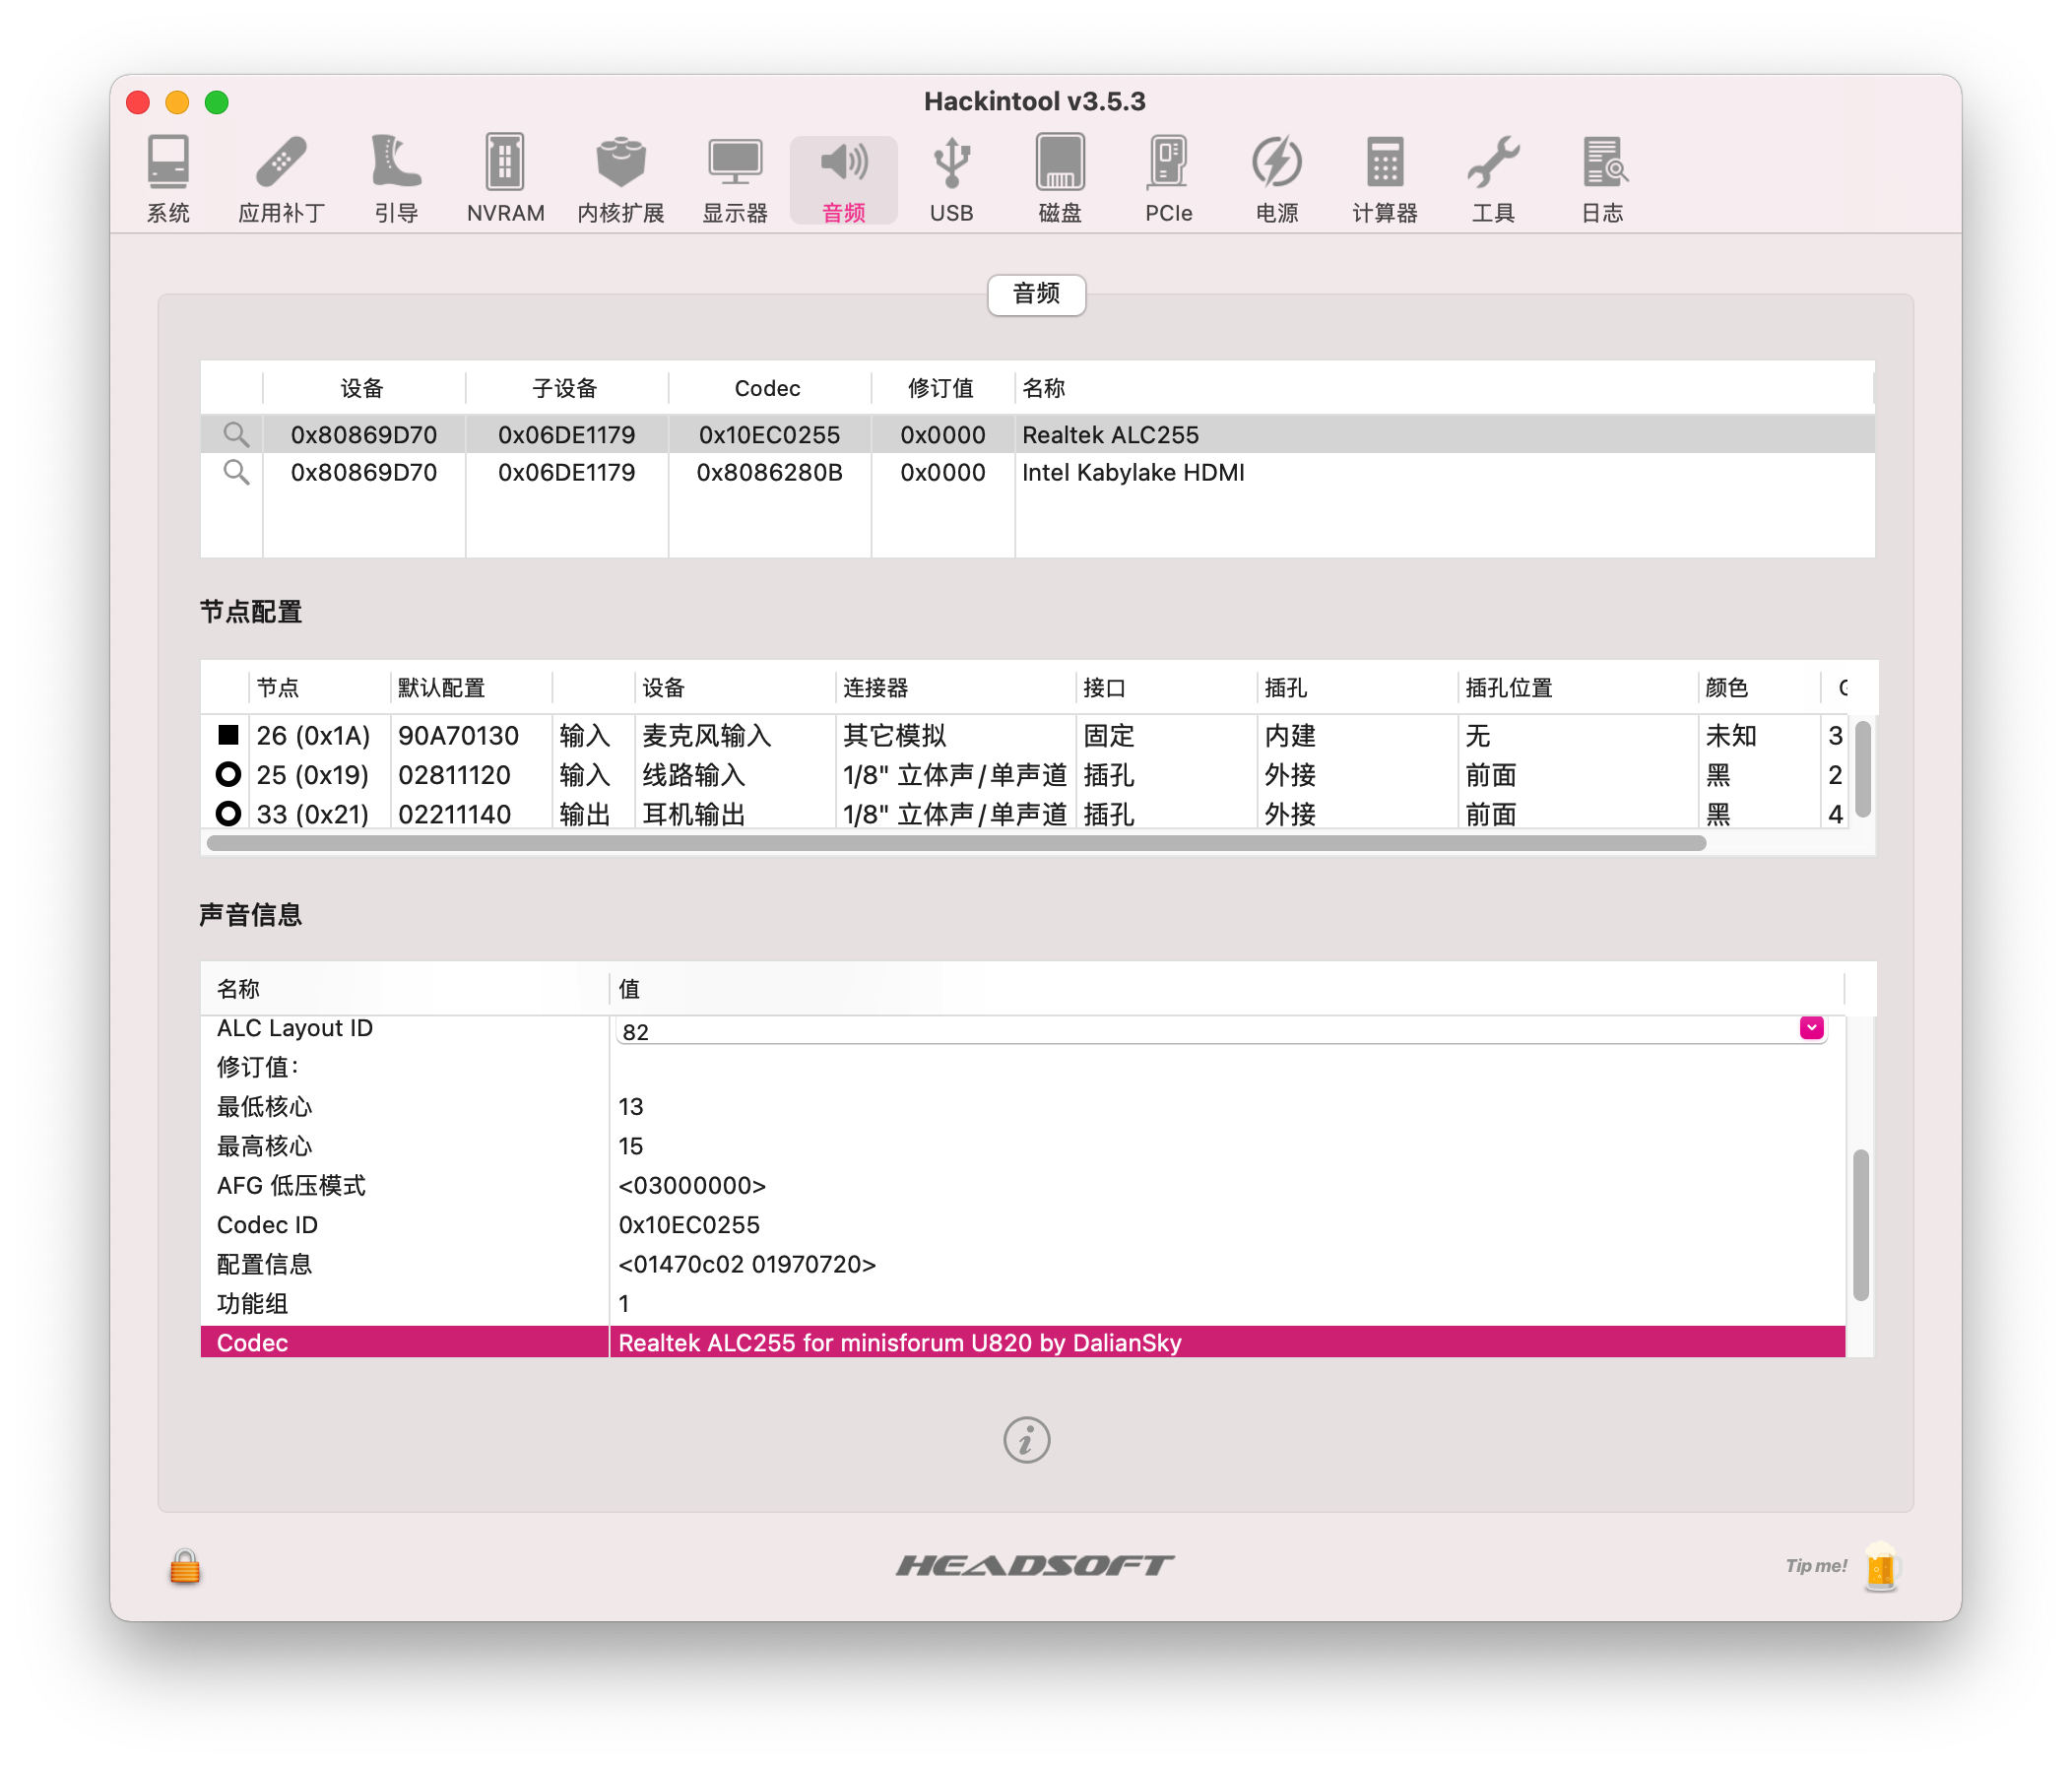 Hackintool v3.5.3
系统 应用补丁 引导 NVRAM 内核扩展 显示器 音频 USB 磁盘 PCIe 电源 计算器 工具 日志
音频
设备 子设备 Codec 修订值 名称
0x80869D70 0x06DE1179 0x10EC0255 0x0000 Realtek ALC255
0x80869D70 0x06DE1179 0x8086280B 0x0000 Intel Kabylake HDMI
节点配置
节点 默认配置 设备 连接器 接口 插孔 插孔位置 颜色
26 (0x1A) 90A70130 输入 麦克风输入 其它模拟 固定 内建 无 未知 3
25 (0x19) 02811120 输入 线路输入 1/8" 立体声/单声道 插孔 外接 前面 黑 2
33 (0x21) 02211140 输出 耳机输出 1/8" 立体声/单声道 插孔 外接 前面 黑 4
声音信息
名称 值
ALC Layout ID 82
修订值：
最低核心 13
最高核心 15
AFG 低压模式 <03000000>
Codec ID 0x10EC0255
配置信息 <01470c02 01970720>
功能组 1
Codec Realtek ALC255 for minisforum U820 by DalianSky
HEADSOFT
Tip me!